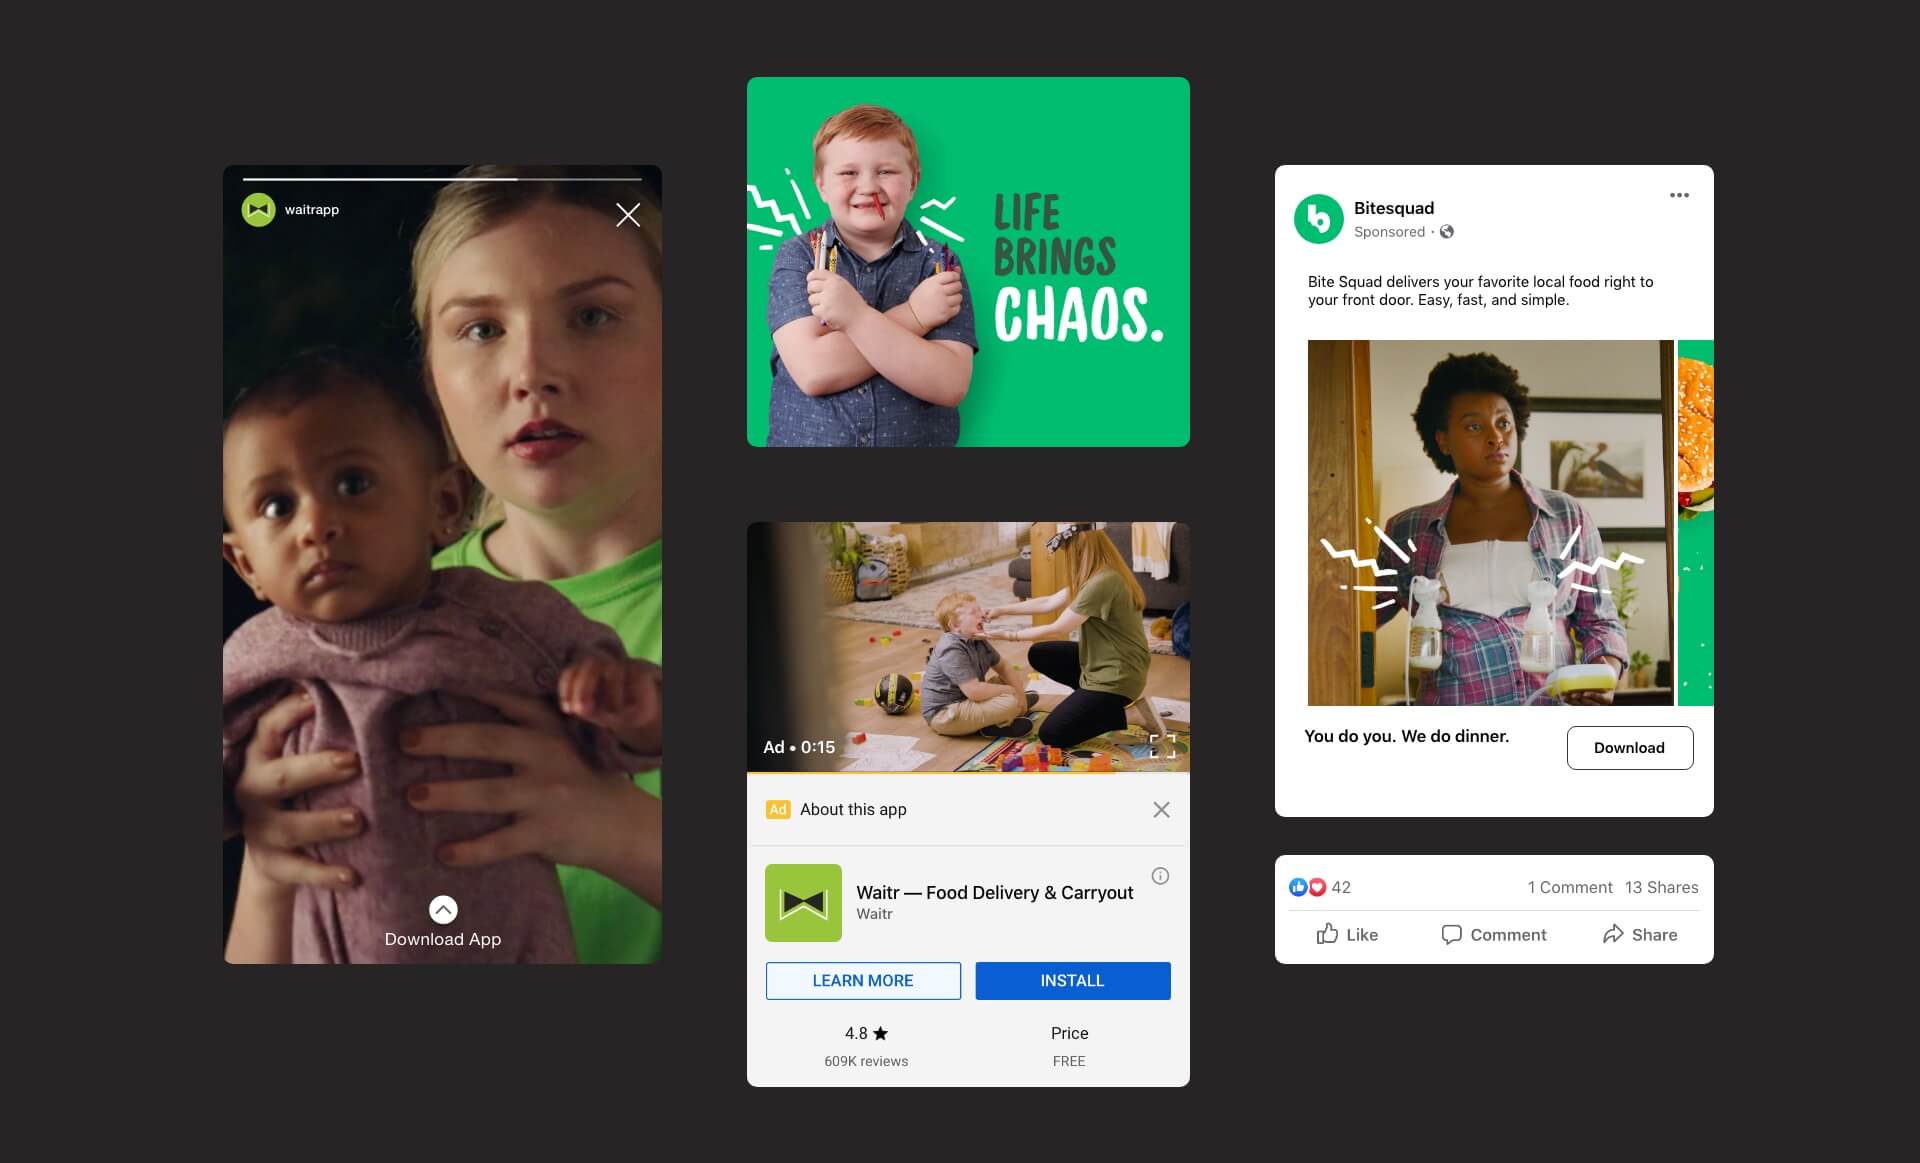 waitrapp
Download App
LIFE
BRINGS
CHAOS.
Ad • 0:15
Ad About this app
Waitr — Food Delivery & Carryout
Waitr
LEARN MORE
INSTALL
4.8 ★
Price
609K reviews
FREE
Bitesquad
Sponsored ·
Bite Squad delivers your favorite local food right to
your front door. Easy, fast, and simple.
You do you. We do dinner.
Download
42
1 Comment 13 Shares
Like
Comment
Share